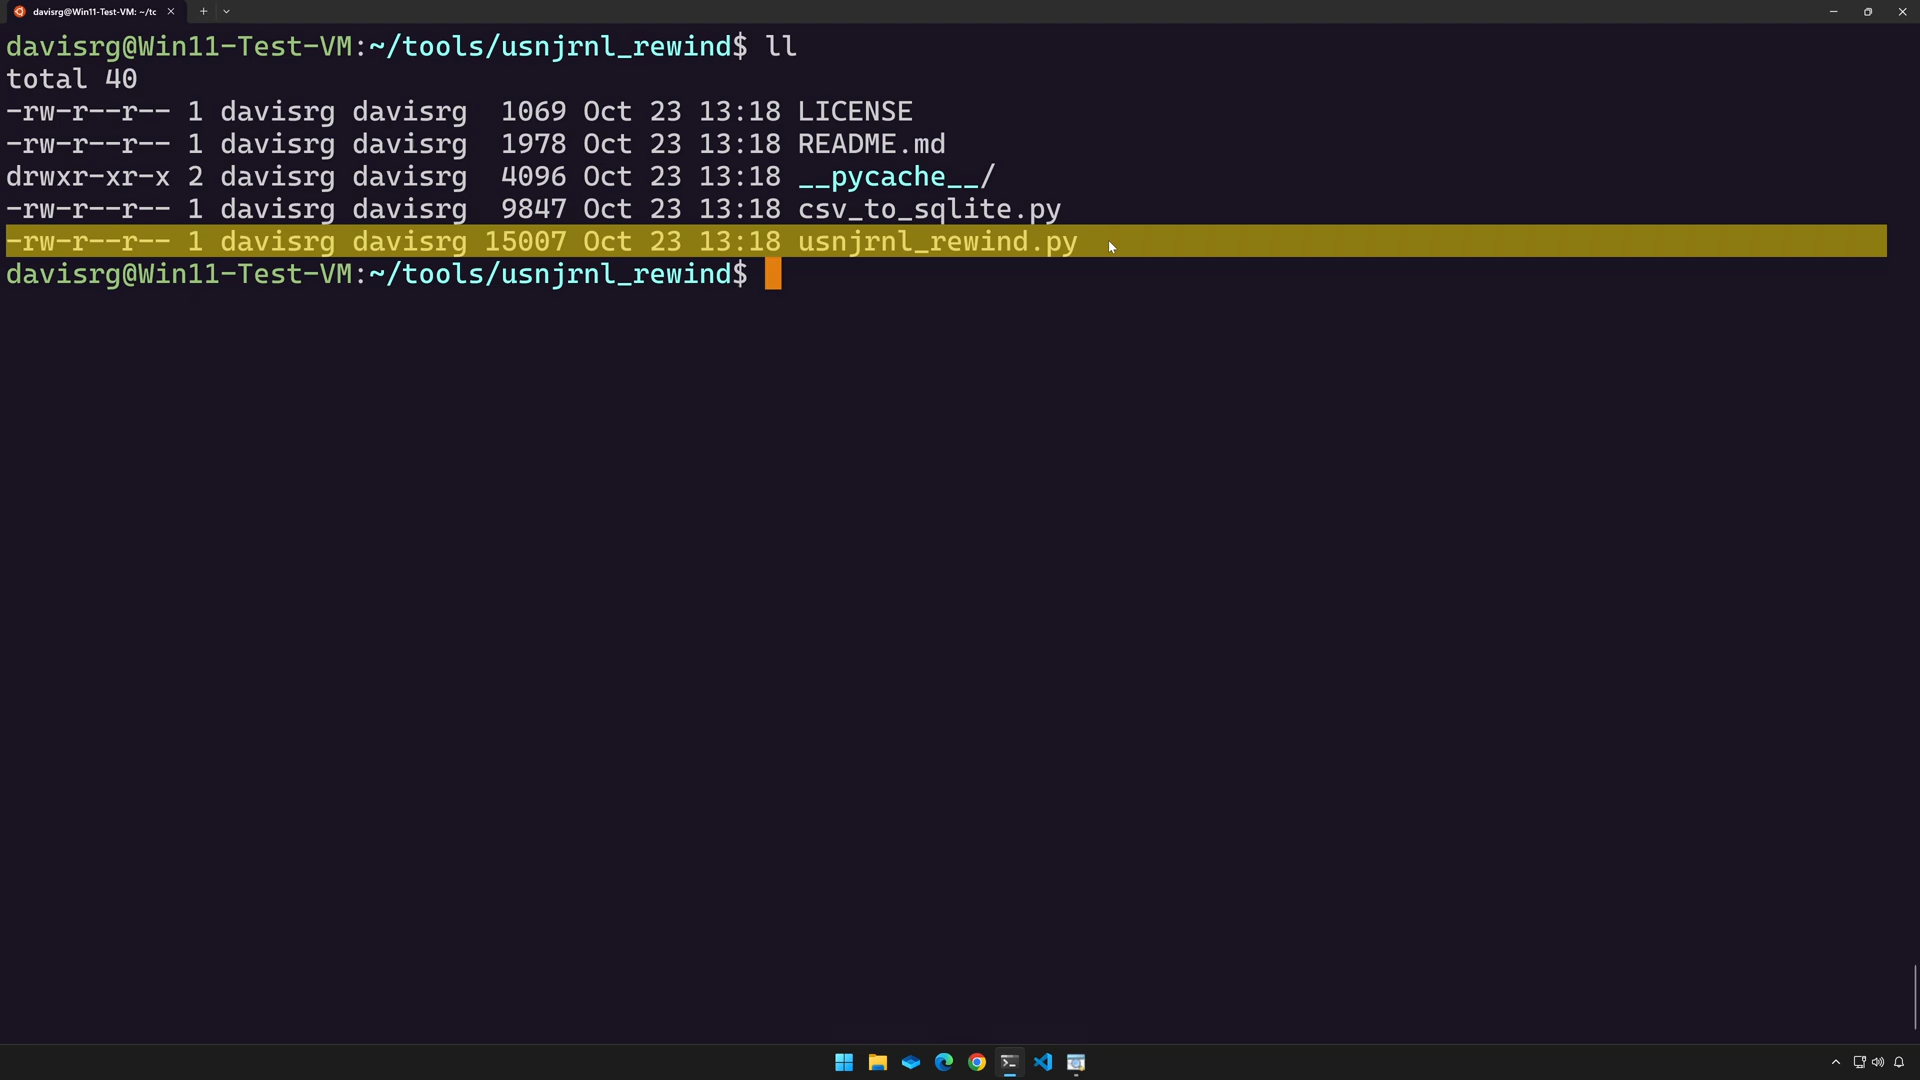 davisrg@Win11-Test-VM: ~/tc
davisrg@Win11-Test-VM:~/tools/usnjrnl_rewind$ ll
total 40
-rw-r--r-- 1 davisrg davisrg  1069 Oct 23 13:18 LICENSE
-rw-r--r-- 1 davisrg davisrg  1978 Oct 23 13:18 README.md
drwxr-xr-x 2 davisrg davisrg  4096 Oct 23 13:18 __pycache__/
-rw-r--r-- 1 davisrg davisrg  9847 Oct 23 13:18 csv_to_sqlite.py
-rw-r--r-- 1 davisrg davisrg 15007 Oct 23 13:18 usnjrnl_rewind.py
davisrg@Win11-Test-VM:~/tools/usnjrnl_rewind$